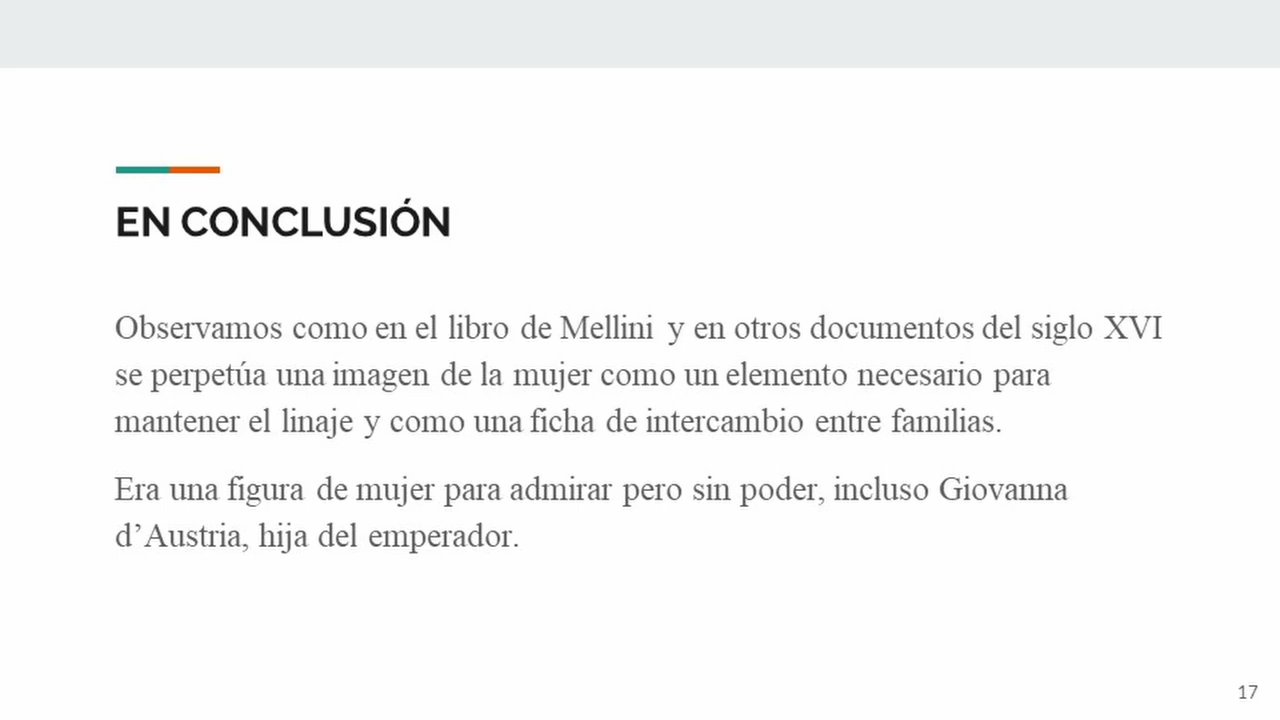 EN CONCLUSIÓN
Observamos como en el libro de Mellini y en otros documentos del siglo XVI
se perpetúa una imagen de la mujer como un elemento necesario para
mantener el linaje y como una ficha de intercambio entre familias.
Era una figura de mujer para admirar pero sin poder, incluso Giovanna
d’Austria, hija del emperador.
17